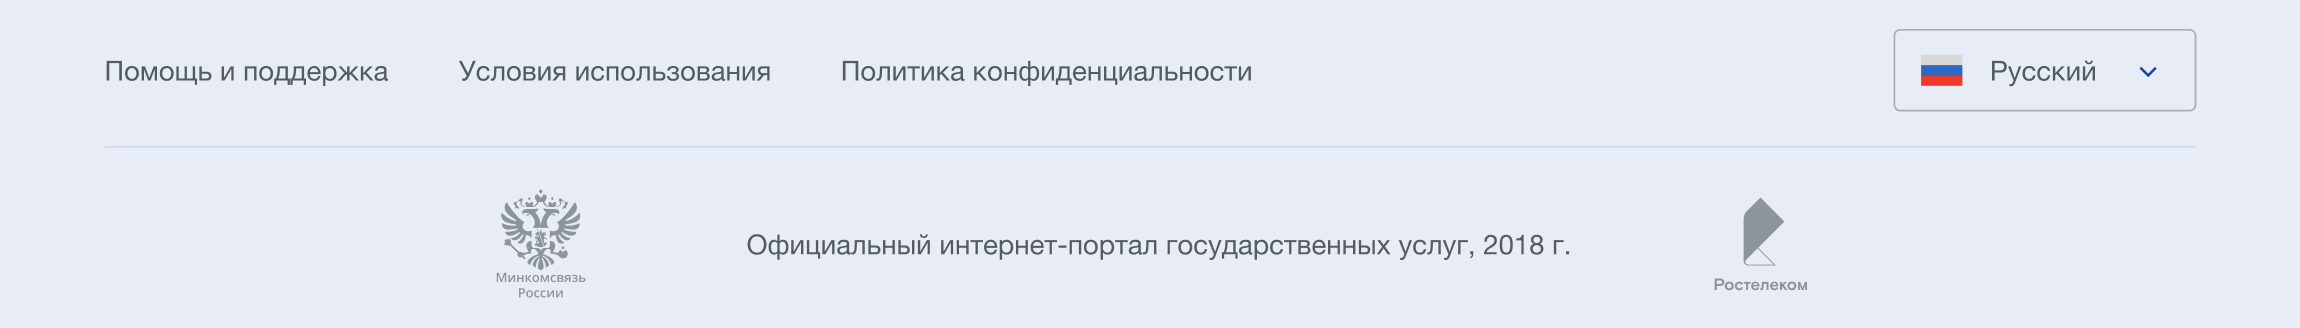 Помощь и поддержка
Условия использования
Политика конфиденциальности
Русский
Минкомсвязь
России
Официальный интернет-портал государственных услуг, 2018 г.
Ростелеком